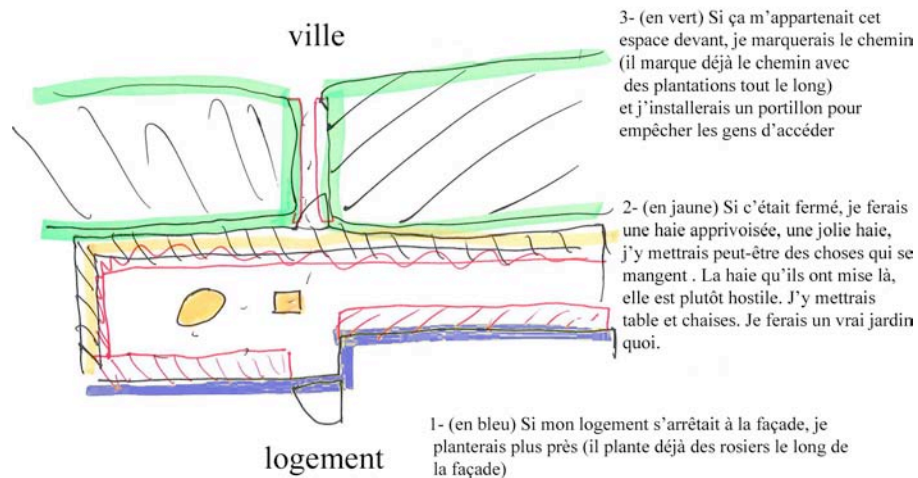 ville
3- (en vert) Si ça m’appartenait cet
espace devant, je marquerais le chemin
(il marque déjà le chemin avec
des plantations tout le long)
et j’installerais un portillon pour
empêcher les gens d’accéder
2- (en jaune) Si c’était fermé, je ferais
une haie apprivoisée, une jolie haie,
j’y mettrais peut-être des choses qui se
mangent . La haie qu’ils ont mise là,
elle est plutôt hostile. J’y mettrais
table et chaises. Je ferais un vrai jardin
quoi.
1- (en bleu) Si mon logement s’arrêtait à la façade, je
planterais plus près (il plante déjà des rosiers le long de
la façade)
logement